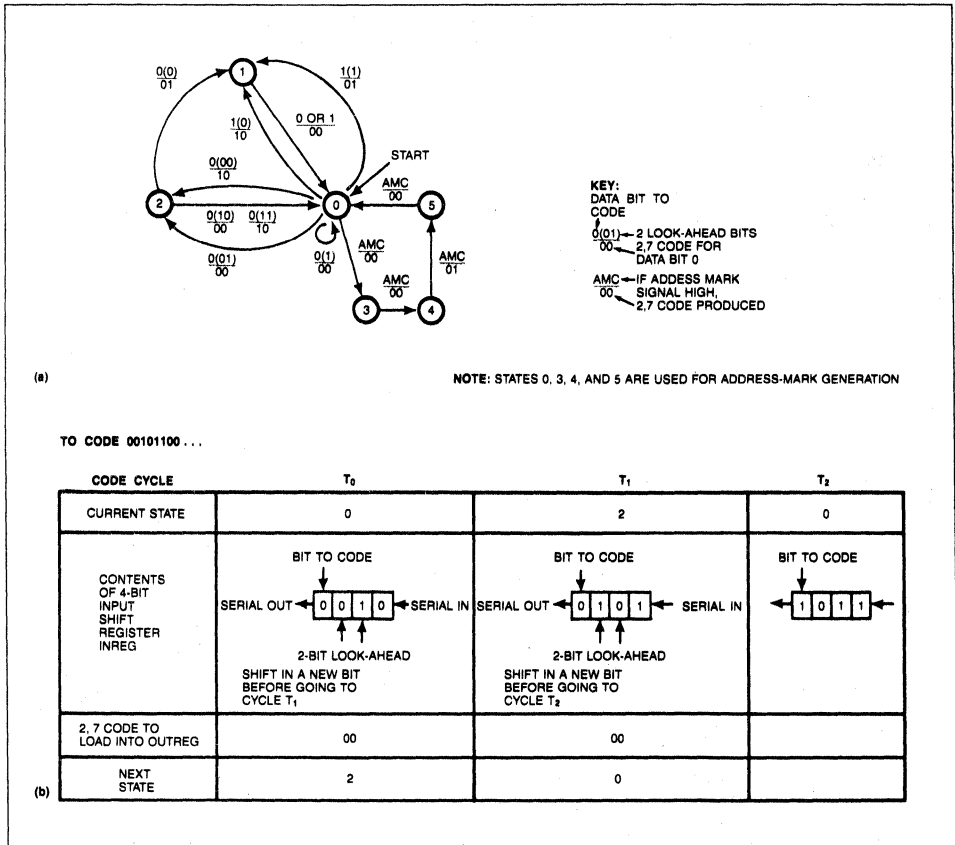 0(0)
01
1
1(1)
01
1(0)
10
0 OR 1
00
START
0(00)
10
AMC
00
2
0
5
0(10)
00
0(11)
10
0(01)
00
0(1)
00
AMC
00
AMC
01
AMC
00
3
4
KEY:
DATA BIT TO
CODE
0(01) 2 LOOK-AHEAD BITS
00 2,7 CODE FOR
DATA BIT 0
AMC IF ADDESS MARK
SIGNAL HIGH,
00 2,7 CODE PRODUCED
(a)
NOTE: STATES 0, 3, 4, AND 5 ARE USED FOR ADDRESS-MARK GENERATION
TO CODE 00101100 . . .
CODE CYCLE T0 T1 T2
CURRENT STATE 0 2 0
CONTENTS
OF 4-BIT
INPUT
SHIFT
REGISTER
INREG
BIT TO CODE
SERIAL OUT 0 0 1 0 SERIAL IN
2-BIT LOOK-AHEAD
SHIFT IN A NEW BIT
BEFORE GOING TO
CYCLE T1
BIT TO CODE
SERIAL OUT 0 1 0 1 SERIAL IN
2-BIT LOOK-AHEAD
SHIFT IN A NEW BIT
BEFORE GOING TO
CYCLE T2
BIT TO CODE
1 0 1 1
2, 7 CODE TO
LOAD INTO OUTREG 00 00
NEXT
STATE 2 0
(b)